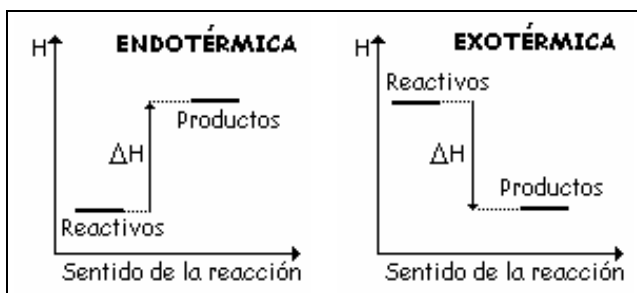 H
ENDOTÉRMICA
Productos
ΔH
Reactivos
Sentido de la reacción
H
EXOTÉRMICA
Reactivos
ΔH
Productos
Sentido de la reacción